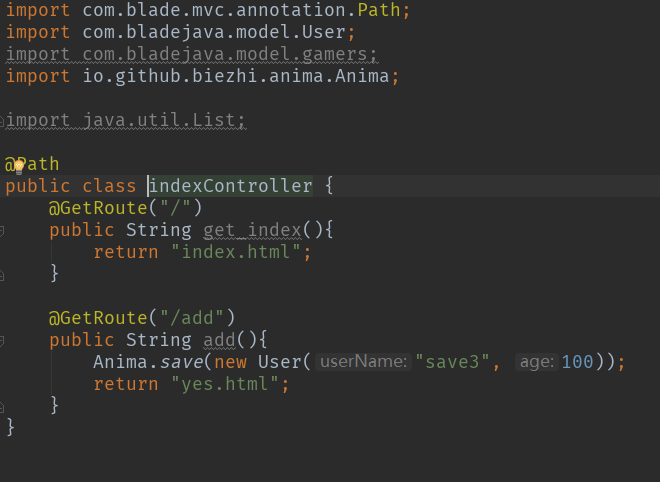 import com.blade.mvc.annotation.Path;
import com.bladejava.model.User;
import com.bladejava.model.gamers;
import io.github.biezhi.anima.Anima;
import java.util.List;
@Path
public class indexController {
@GetRoute("/")
public String get_index(){
return "index.html";
}
@GetRoute("/add")
public String add(){
Anima.save(new User( userName: "save3", age: 100));
return "yes.html";
}
}